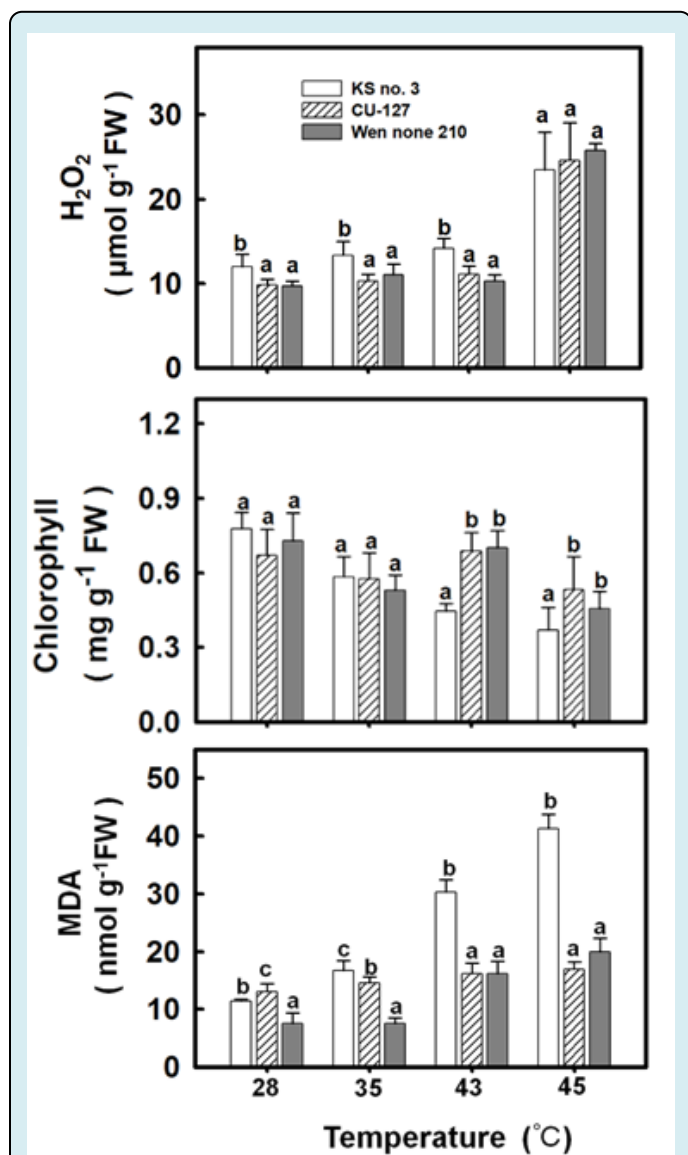 KS no. 3
CU-127
Wen none 210
H₂O₂
( µmol g⁻¹ FW )
30
20
10
0
b a a
b a a
b a a
a a a
Chlorophyll
( mg g⁻¹ FW )
1.2
0.9
0.6
0.3
0.0
a a a
a a a
a b b
a b b
MDA
( nmol g⁻¹FW )
50
40
30
20
10
0
b c a
c b a
b a a
b a a
28 35 43 45
Temperature (°C)